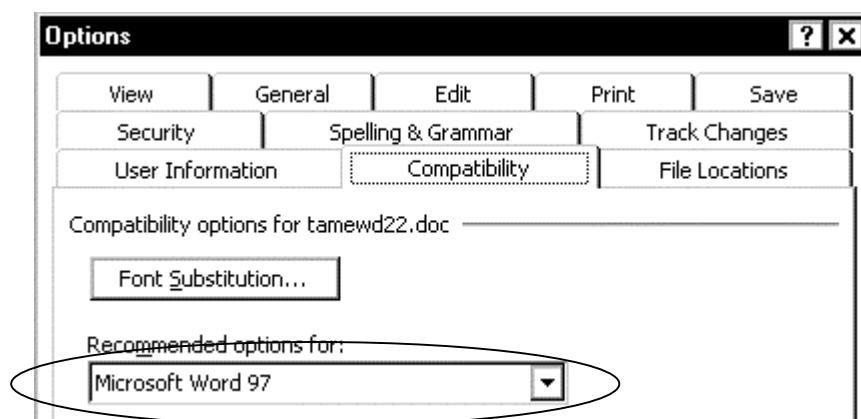 Options ? X
View General Edit Print Save
Security Spelling & Grammar Track Changes
User Information Compatibility File Locations
Compatibility options for tamewd22.doc
Font Substitution...
Recommended options for:
Microsoft Word 97